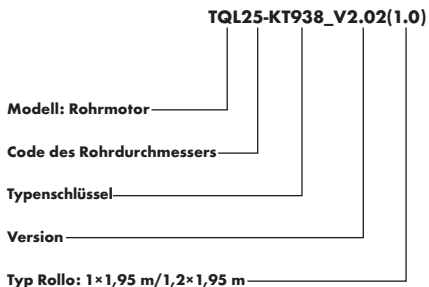 TQL25-KT938_V2.02(1.0)
Modell: Rohrmotor
Code des Rohrdurchmessers
Typenschlüssel
Version
Typ Rollo: 1×1,95 m/1,2×1,95 m